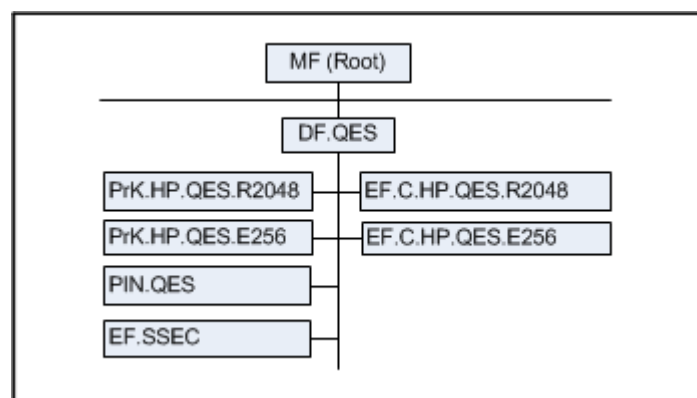 MF (Root)
DF.QES
PrK.HP.QES.R2048
EF.C.HP.QES.R2048
PrK.HP.QES.E256
EF.C.HP.QES.E256
PIN.QES
EF.SSEC